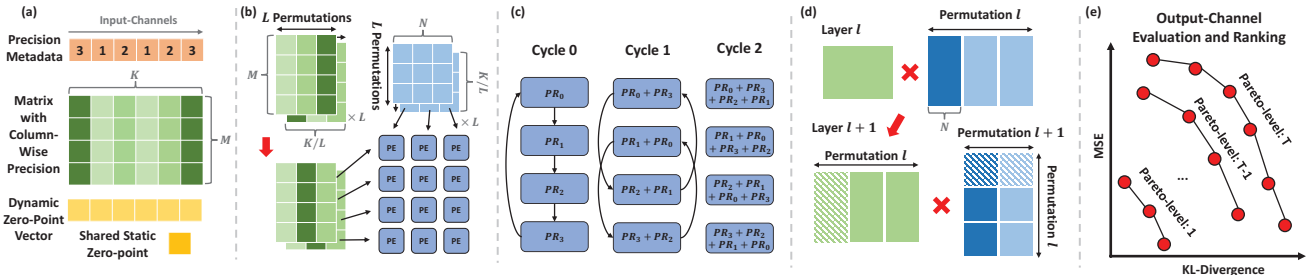 (a)
Input-Channels
Precision
Metadata
3 1 2 1 2 3
K
Matrix
with
Column-
Wise
Precision
M
Dynamic
Zero-Point
Vector
Shared Static
Zero-point
(b)
L Permutations
M
K/L
× L
L Permutations
N
K/L
× L
PE PE PE
PE PE PE
PE PE PE
PE PE PE
(c)
Cycle 0 Cycle 1 Cycle 2
PR0
PR1
PR2
PR3
PR0 + PR3
PR1 + PR0
PR2 + PR1
PR3 + PR2
PR0 + PR3
+ PR2 + PR1
PR1 + PR0
+ PR3 + PR2
PR2 + PR1
+ PR0 + PR3
PR3 + PR2
+ PR1 + PR0
(d)
Layer l
Permutation l
N
Layer l + 1
Permutation l
Permutation l + 1
Permutation l
(e)
Output-Channel
Evaluation and Ranking
MSE
Pareto-level: T
Pareto-level: T-1
...
Pareto-level: 1
KL-Divergence